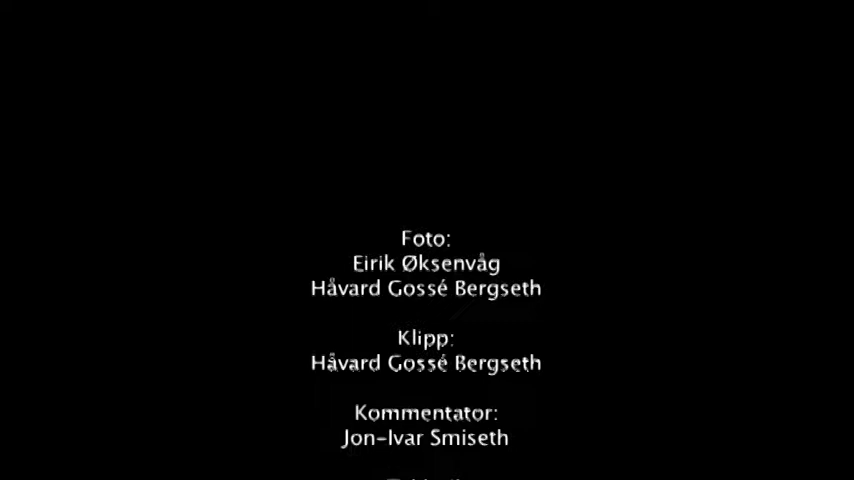 Foto:
Eirik Øksenvåg
Håvard Gossé Bergseth
Klipp:
Håvard Gossé Bergseth
Kommentator:
Jon-Ivar Smiseth